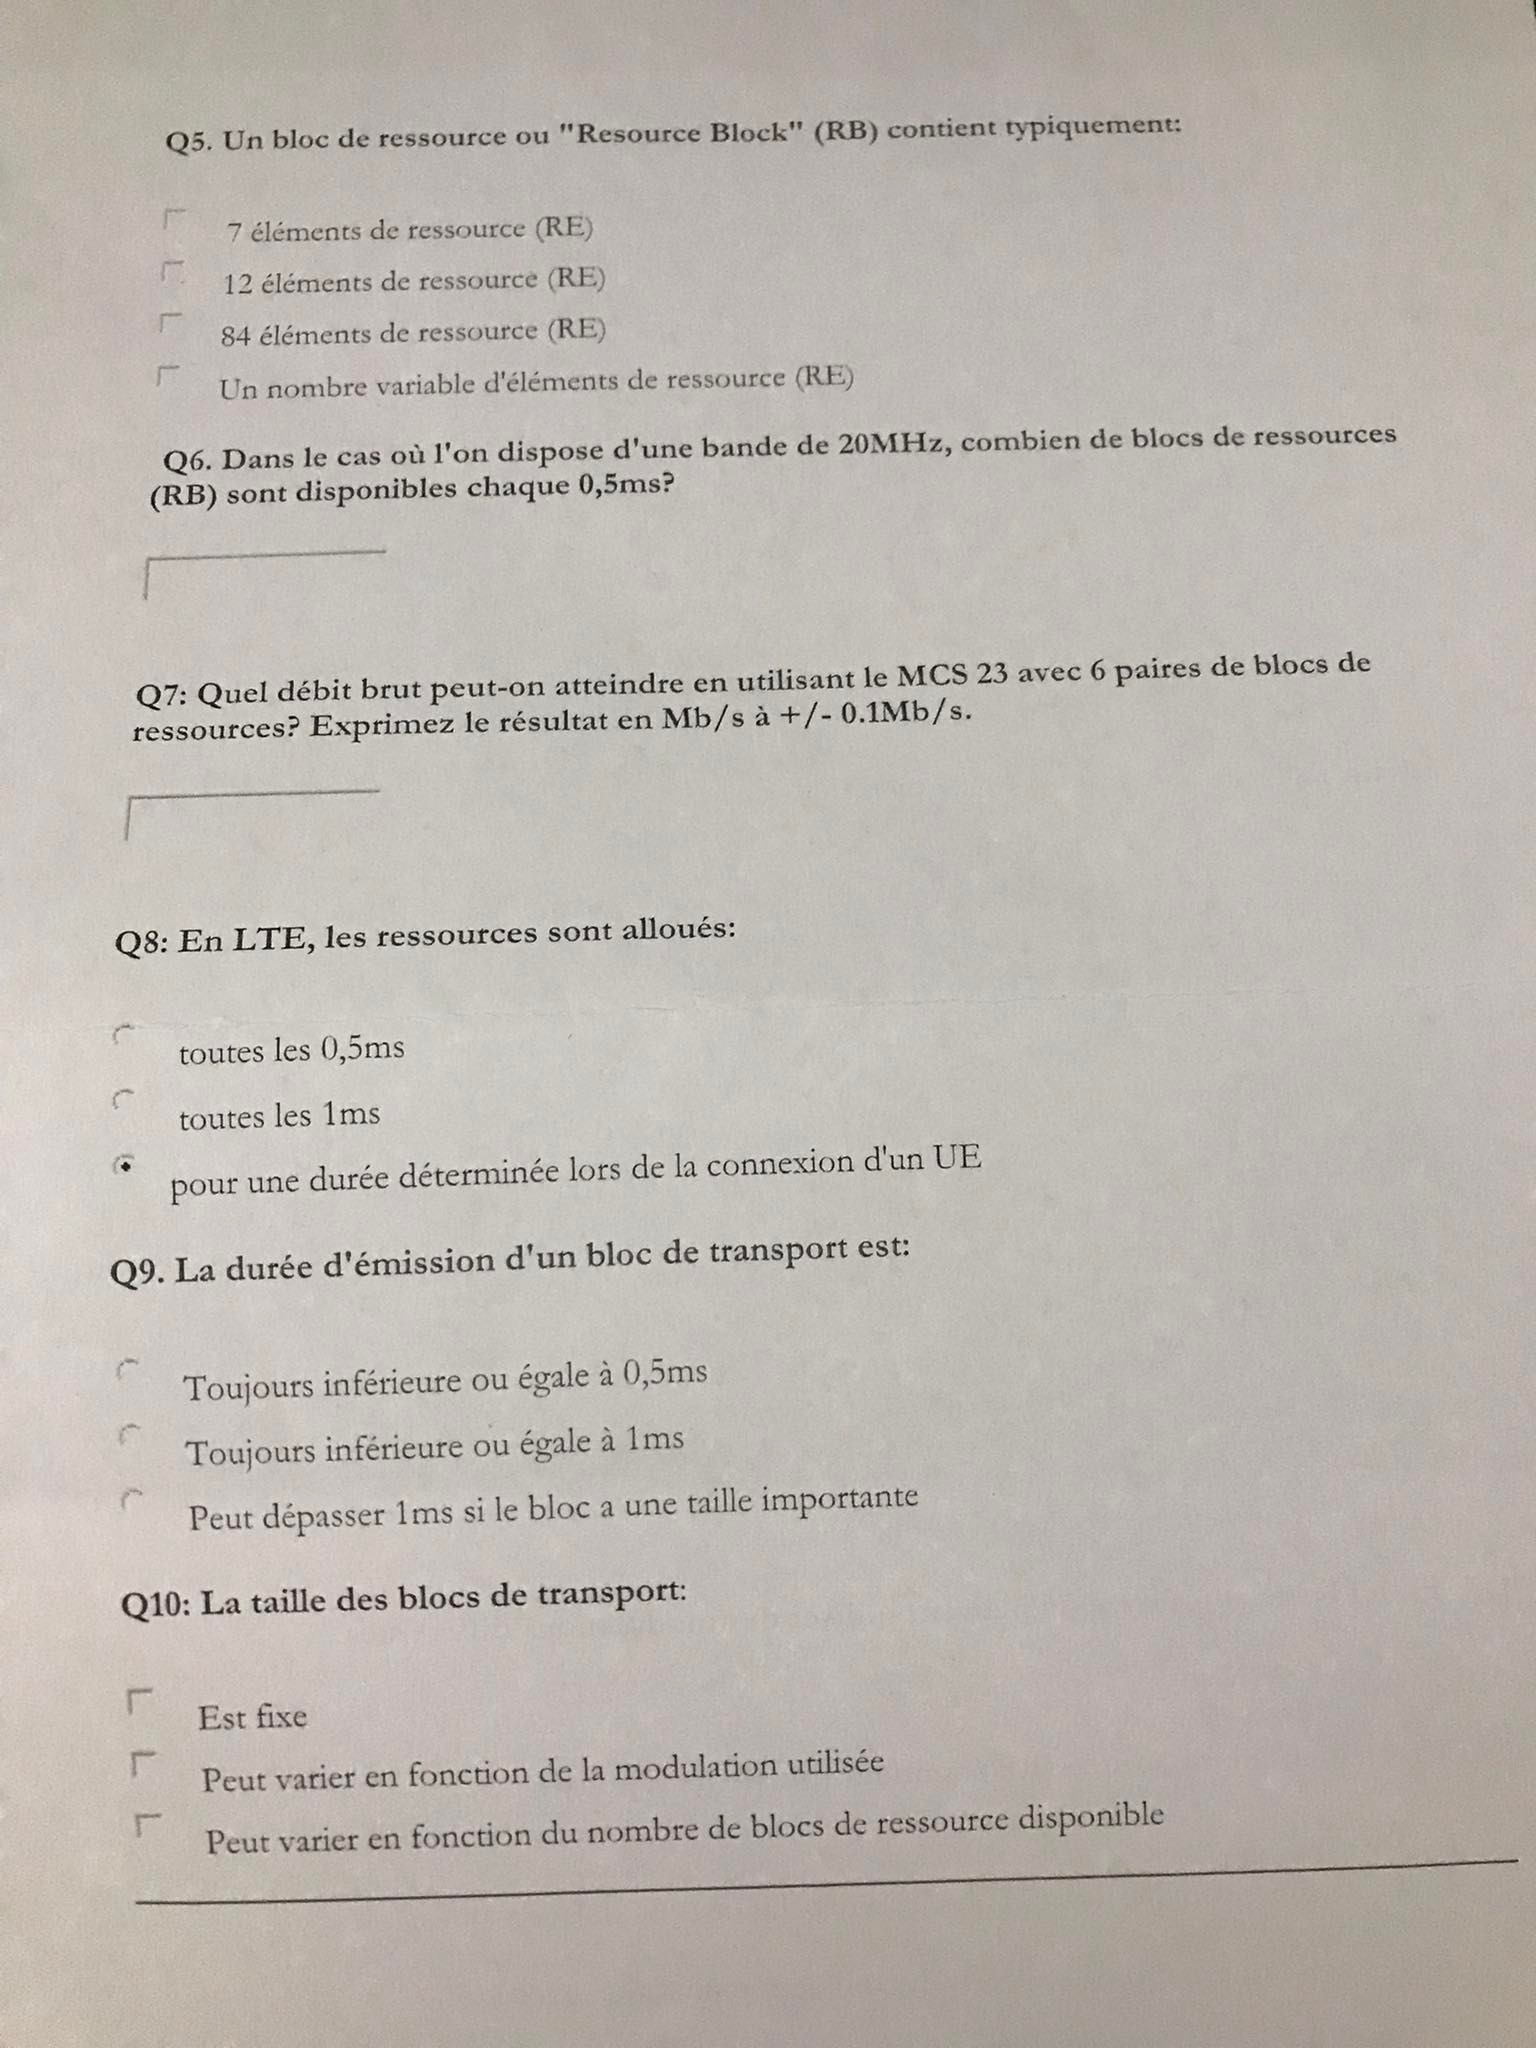 Q5. Un bloc de ressource ou "Resource Block" (RB) contient typiquement:
7 éléments de ressource (RE)
12 éléments de ressource (RE)
84 éléments de ressource (RE)
Un nombre variable d'éléments de ressource (RE)
Q6. Dans le cas où l'on dispose d'une bande de 20MHz, combien de blocs de ressources
(RB) sont disponibles chaque 0,5ms?
Q7: Quel débit brut peut-on atteindre en utilisant le MCS 23 avec 6 paires de blocs de
ressources? Exprimez le résultat en Mb/s à +/- 0.1Mb/s.
Q8: En LTE, les ressources sont alloués:
toutes les 0,5ms
toutes les 1ms
pour une durée déterminée lors de la connexion d'un UE
Q9. La durée d'émission d'un bloc de transport est:
Toujours inférieure ou égale à 0,5ms
Toujours inférieure ou égale à 1ms
Peut dépasser 1ms si le bloc a une taille importante
Q10: La taille des blocs de transport:
Est fixe
Peut varier en fonction de la modulation utilisée
Peut varier en fonction du nombre de blocs de ressource disponible